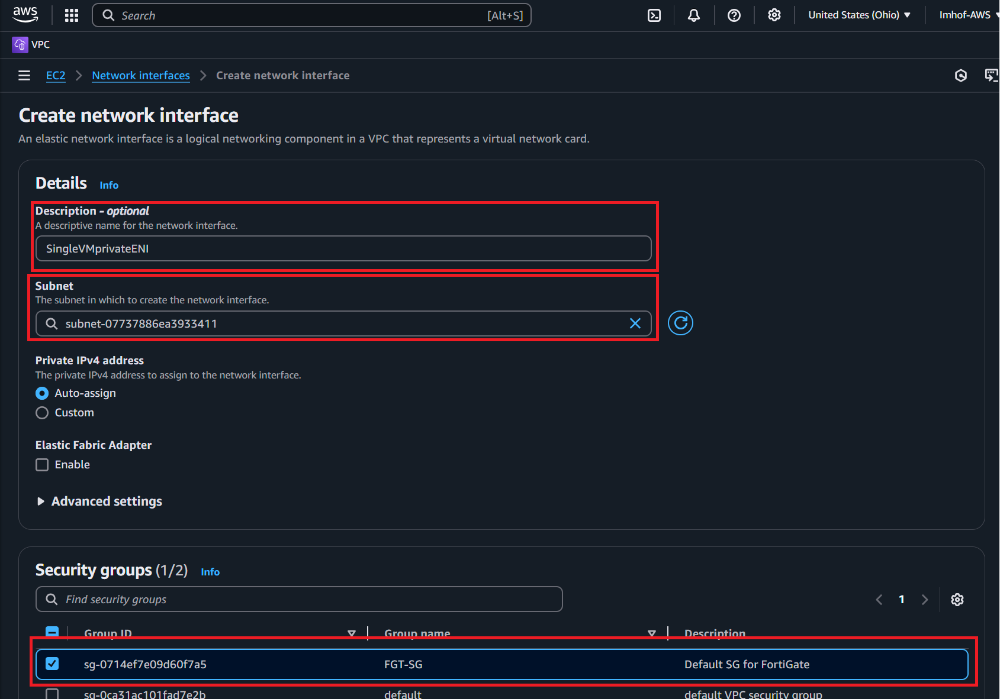 aws
Search [Alt+S] United States (Ohio) Imhof-AWS
VPC
EC2 Network interfaces Create network interface
Create network interface
An elastic network interface is a logical networking component in a VPC that represents a virtual network card.
Details Info
Description - optional
A descriptive name for the network interface.
SingleVMprivateENI
Subnet
The subnet in which to create the network interface.
subnet-07737886ea3933411
Private IPv4 address
The private IPv4 address to assign to the network interface.
Auto-assign
Custom
Elastic Fabric Adapter
Enable
Advanced settings
Security groups (1/2) Info
Find security groups 1
Group ID Group name Description
sg-0714ef7e09d60f7a5 FGT-SG Default SG for FortiGate
sg-0ca31ac101fad7e2b default default VPC security group